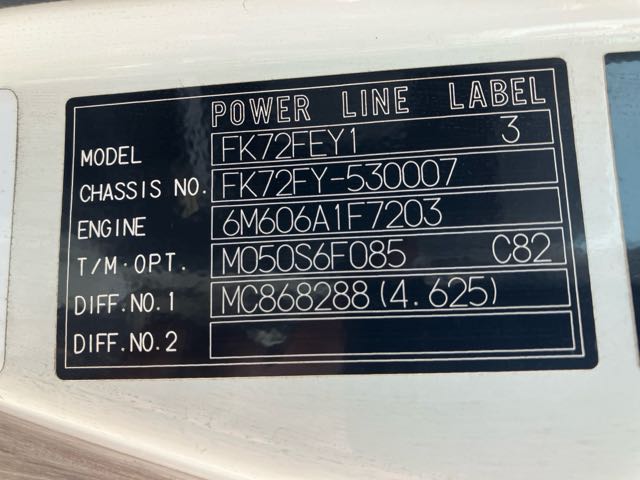 POWER LINE LABEL
MODEL FK72FEY1 3
CHASSIS NO. FK72FY-530007
ENGINE 6M606A1F7203
T/M·OPT. M050S6F085 C82
DIFF.NO.1 MC868288(4.625)
DIFF.NO.2